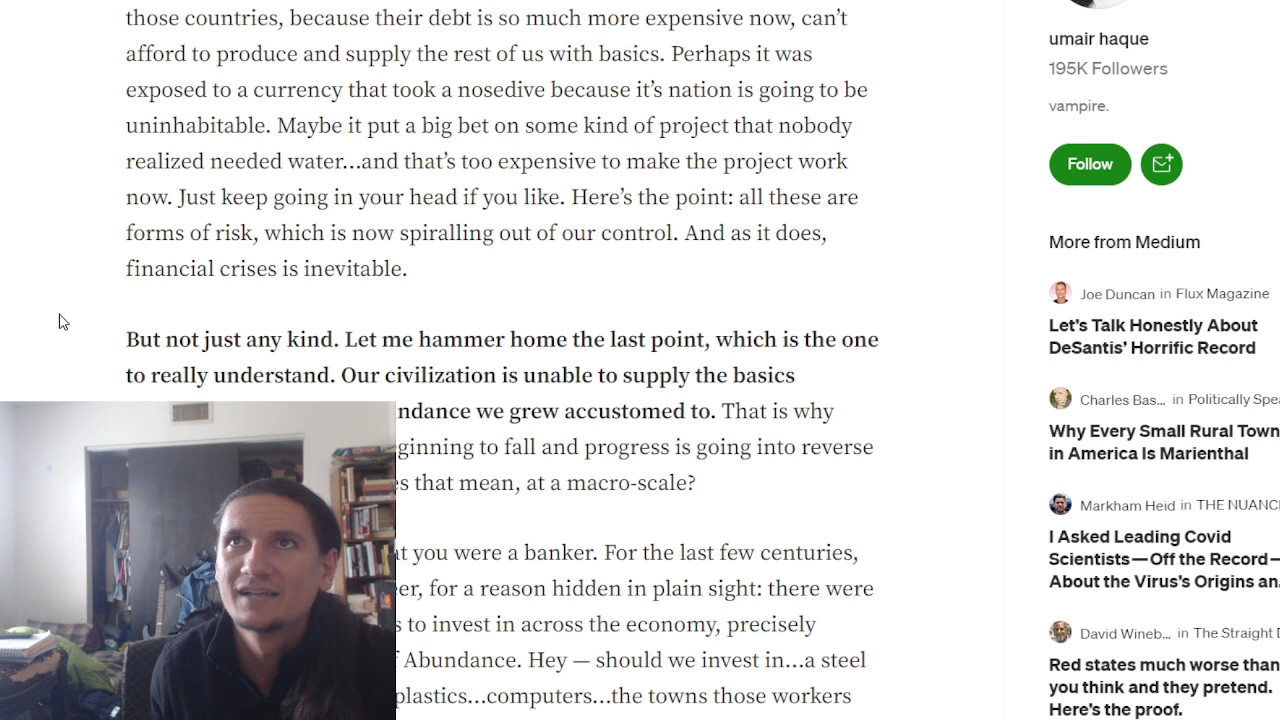 those countries, because their debt is so much more expensive now, can’t
afford to produce and supply the rest of us with basics. Perhaps it was
exposed to a currency that took a nosedive because it’s nation is going to be
uninhabitable. Maybe it put a big bet on some kind of project that nobody
realized needed water…and that’s too expensive to make the project work
now. Just keep going in your head if you like. Here’s the point: all these are
forms of risk, which is now spiralling out of our control. And as it does,
financial crises is inevitable.
But not just any kind. Let me hammer home the last point, which is the one
to really understand. Our civilization is unable to supply the basics
ndance we grew accustomed to. That is why
ginning to fall and progress is going into reverse
s that mean, at a macro-scale?
t you were a banker. For the last few centuries,
er, for a reason hidden in plain sight: there were
s to invest in across the economy, precisely
f Abundance. Hey — should we invest in…a steel
plastics…computers…the towns those workers
umair haque
195K Followers
vampire.
Follow
More from Medium
Joe Duncan in Flux Magazine
Let’s Talk Honestly About
DeSantis’ Horrific Record
Charles Bas... in Politically Spe
Why Every Small Rural Town
in America Is Marienthal
Markham Heid in THE NUANC
I Asked Leading Covid
Scientists—Off the Record—
About the Virus’s Origins an
David Wineb... in The Straight D
Red states much worse than
you think and they pretend.
Here’s the proof.